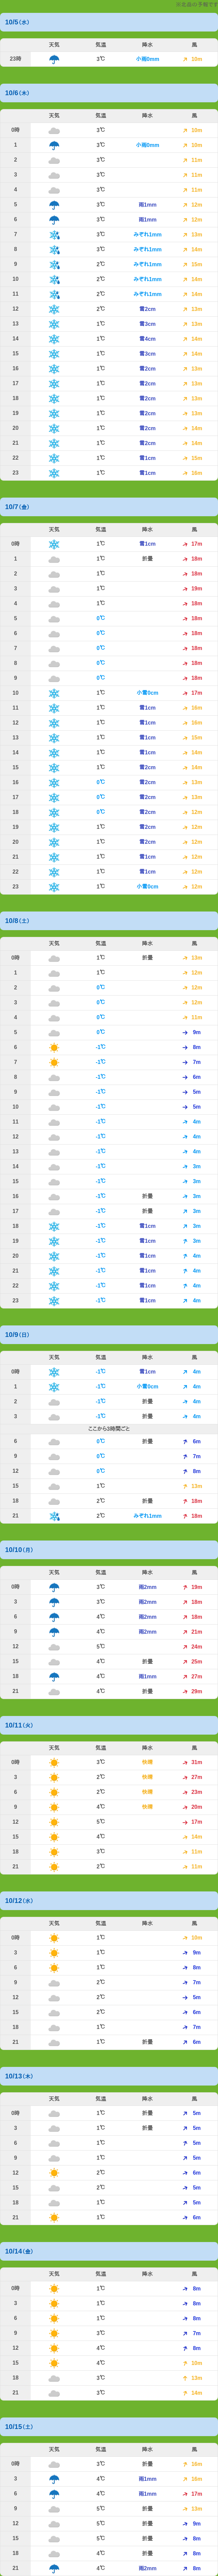 10/5(水)
天気 気温 降水 風
23時 3℃ 小雨0mm 10m
10/6(木)
天気 気温 降水 風
0時 3℃ 10m
1 3℃ 小雨0mm 10m
2 3℃ 11m
3 3℃ 11m
4 3℃ 11m
5 3℃ 雨1mm 12m
6 3℃ 雨1mm 12m
7 3℃ みぞれ1mm 13m
8 3℃ みぞれ1mm 14m
9 2℃ みぞれ1mm 15m
10 2℃ みぞれ1mm 14m
11 2℃ みぞれ1mm 14m
12 2℃ 雪2cm 13m
13 1℃ 雪3cm 13m
14 1℃ 雪4cm 14m
15 1℃ 雪3cm 14m
16 1℃ 雪2cm 13m
17 1℃ 雪2cm 13m
18 1℃ 雪2cm 13m
19 1℃ 雪2cm 13m
20 1℃ 雪2cm 14m
21 1℃ 雪2cm 14m
22 1℃ 雪1cm 15m
23 1℃ 雪1cm 16m
10/7(金)
天気 気温 降水 風
0時 1℃ 雪1cm 17m
1 1℃ 折曇 18m
2 1℃ 18m
3 1℃ 19m
4 1℃ 18m
5 0℃ 18m
6 0℃ 18m
7 0℃ 18m
8 0℃ 18m
9 0℃ 18m
10 1℃ 小雪0cm 17m
11 1℃ 雪1cm 16m
12 1℃ 雪1cm 16m
13 1℃ 雪1cm 15m
14 1℃ 雪1cm 14m
15 1℃ 雪2cm 14m
16 0℃ 雪2cm 13m
17 0℃ 雪2cm 13m
18 0℃ 雪2cm 12m
19 1℃ 雪2cm 12m
20 1℃ 雪2cm 12m
21 1℃ 雪1cm 12m
22 1℃ 雪1cm 12m
23 1℃ 小雪0cm 12m
10/8(土)
天気 気温 降水 風
0時 1℃ 折曇 13m
1 1℃ 12m
2 0℃ 12m
3 0℃ 12m
4 0℃ 11m
5 0℃ 9m
6 -1℃ 8m
7 -1℃ 7m
8 -1℃ 6m
9 -1℃ 5m
10 -1℃ 5m
11 -1℃ 4m
12 -1℃ 4m
13 -1℃ 4m
14 -1℃ 3m
15 -1℃ 3m
16 -1℃ 折曇 3m
17 -1℃ 折曇 3m
18 -1℃ 雪1cm 3m
19 -1℃ 雪1cm 3m
20 -1℃ 雪1cm 4m
21 -1℃ 雪1cm 4m
22 -1℃ 雪1cm 4m
23 -1℃ 雪1cm 4m
10/9(日)
天気 気温 降水 風
0時 -1℃ 雪1cm 4m
1 -1℃ 小雪0cm 4m
2 -1℃ 折曇 4m
3 -1℃ 折曇 4m
ここから3時間ごと
6 0℃ 折曇 6m
9 0℃ 7m
12 0℃ 8m
15 1℃ 13m
18 2℃ 折曇 18m
21 2℃ みぞれ1mm 18m
10/10(月)
天気 気温 降水 風
0時 3℃ 雨2mm 19m
3 3℃ 雨2mm 18m
6 4℃ 雨2mm 18m
9 4℃ 雨2mm 21m
12 5℃ 24m
15 4℃ 折曇 25m
18 4℃ 雨1mm 27m
21 4℃ 折曇 29m
10/11(火)
天気 気温 降水 風
0時 3℃ 快晴 31m
3 2℃ 快晴 27m
6 2℃ 快晴 23m
9 4℃ 快晴 20m
12 5℃ 17m
15 4℃ 14m
18 3℃ 11m
21 2℃ 11m
10/12(水)
天気 気温 降水 風
0時 1℃ 10m
3 1℃ 9m
6 1℃ 8m
9 2℃ 7m
12 2℃ 5m
15 2℃ 6m
18 1℃ 7m
21 1℃ 折曇 6m
10/13(木)
天気 気温 降水 風
0時 1℃ 折曇 5m
3 1℃ 折曇 5m
6 1℃ 5m
9 1℃ 5m
12 2℃ 6m
15 2℃ 5m
18 1℃ 5m
21 1℃ 6m
10/14(金)
天気 気温 降水 風
0時 1℃ 8m
3 1℃ 8m
6 1℃ 8m
9 3℃ 7m
12 4℃ 8m
15 4℃ 10m
18 3℃ 13m
21 3℃ 14m
10/15(土)
天気 気温 降水 風
0時 3℃ 折曇 16m
3 4℃ 雨1mm 16m
6 4℃ 雨1mm 17m
9 5℃ 折曇 13m
12 5℃ 折曇 9m
15 5℃ 折曇 8m
18 4℃ 折曇 8m
21 4℃ 雨2mm 8m